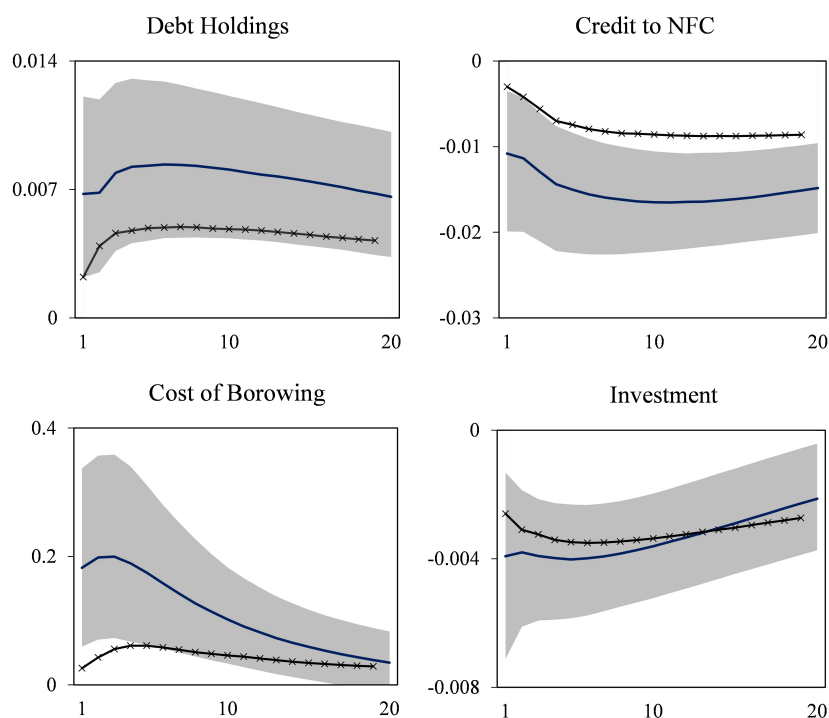 Debt Holdings
0.014
0.007
0
1 10 20
Credit to NFC
0
-0.01
-0.02
-0.03
1 10 20
Cost of Borowing
0.4
0.2
0
1 10 20
Investment
0
-0.004
-0.008
1 10 20